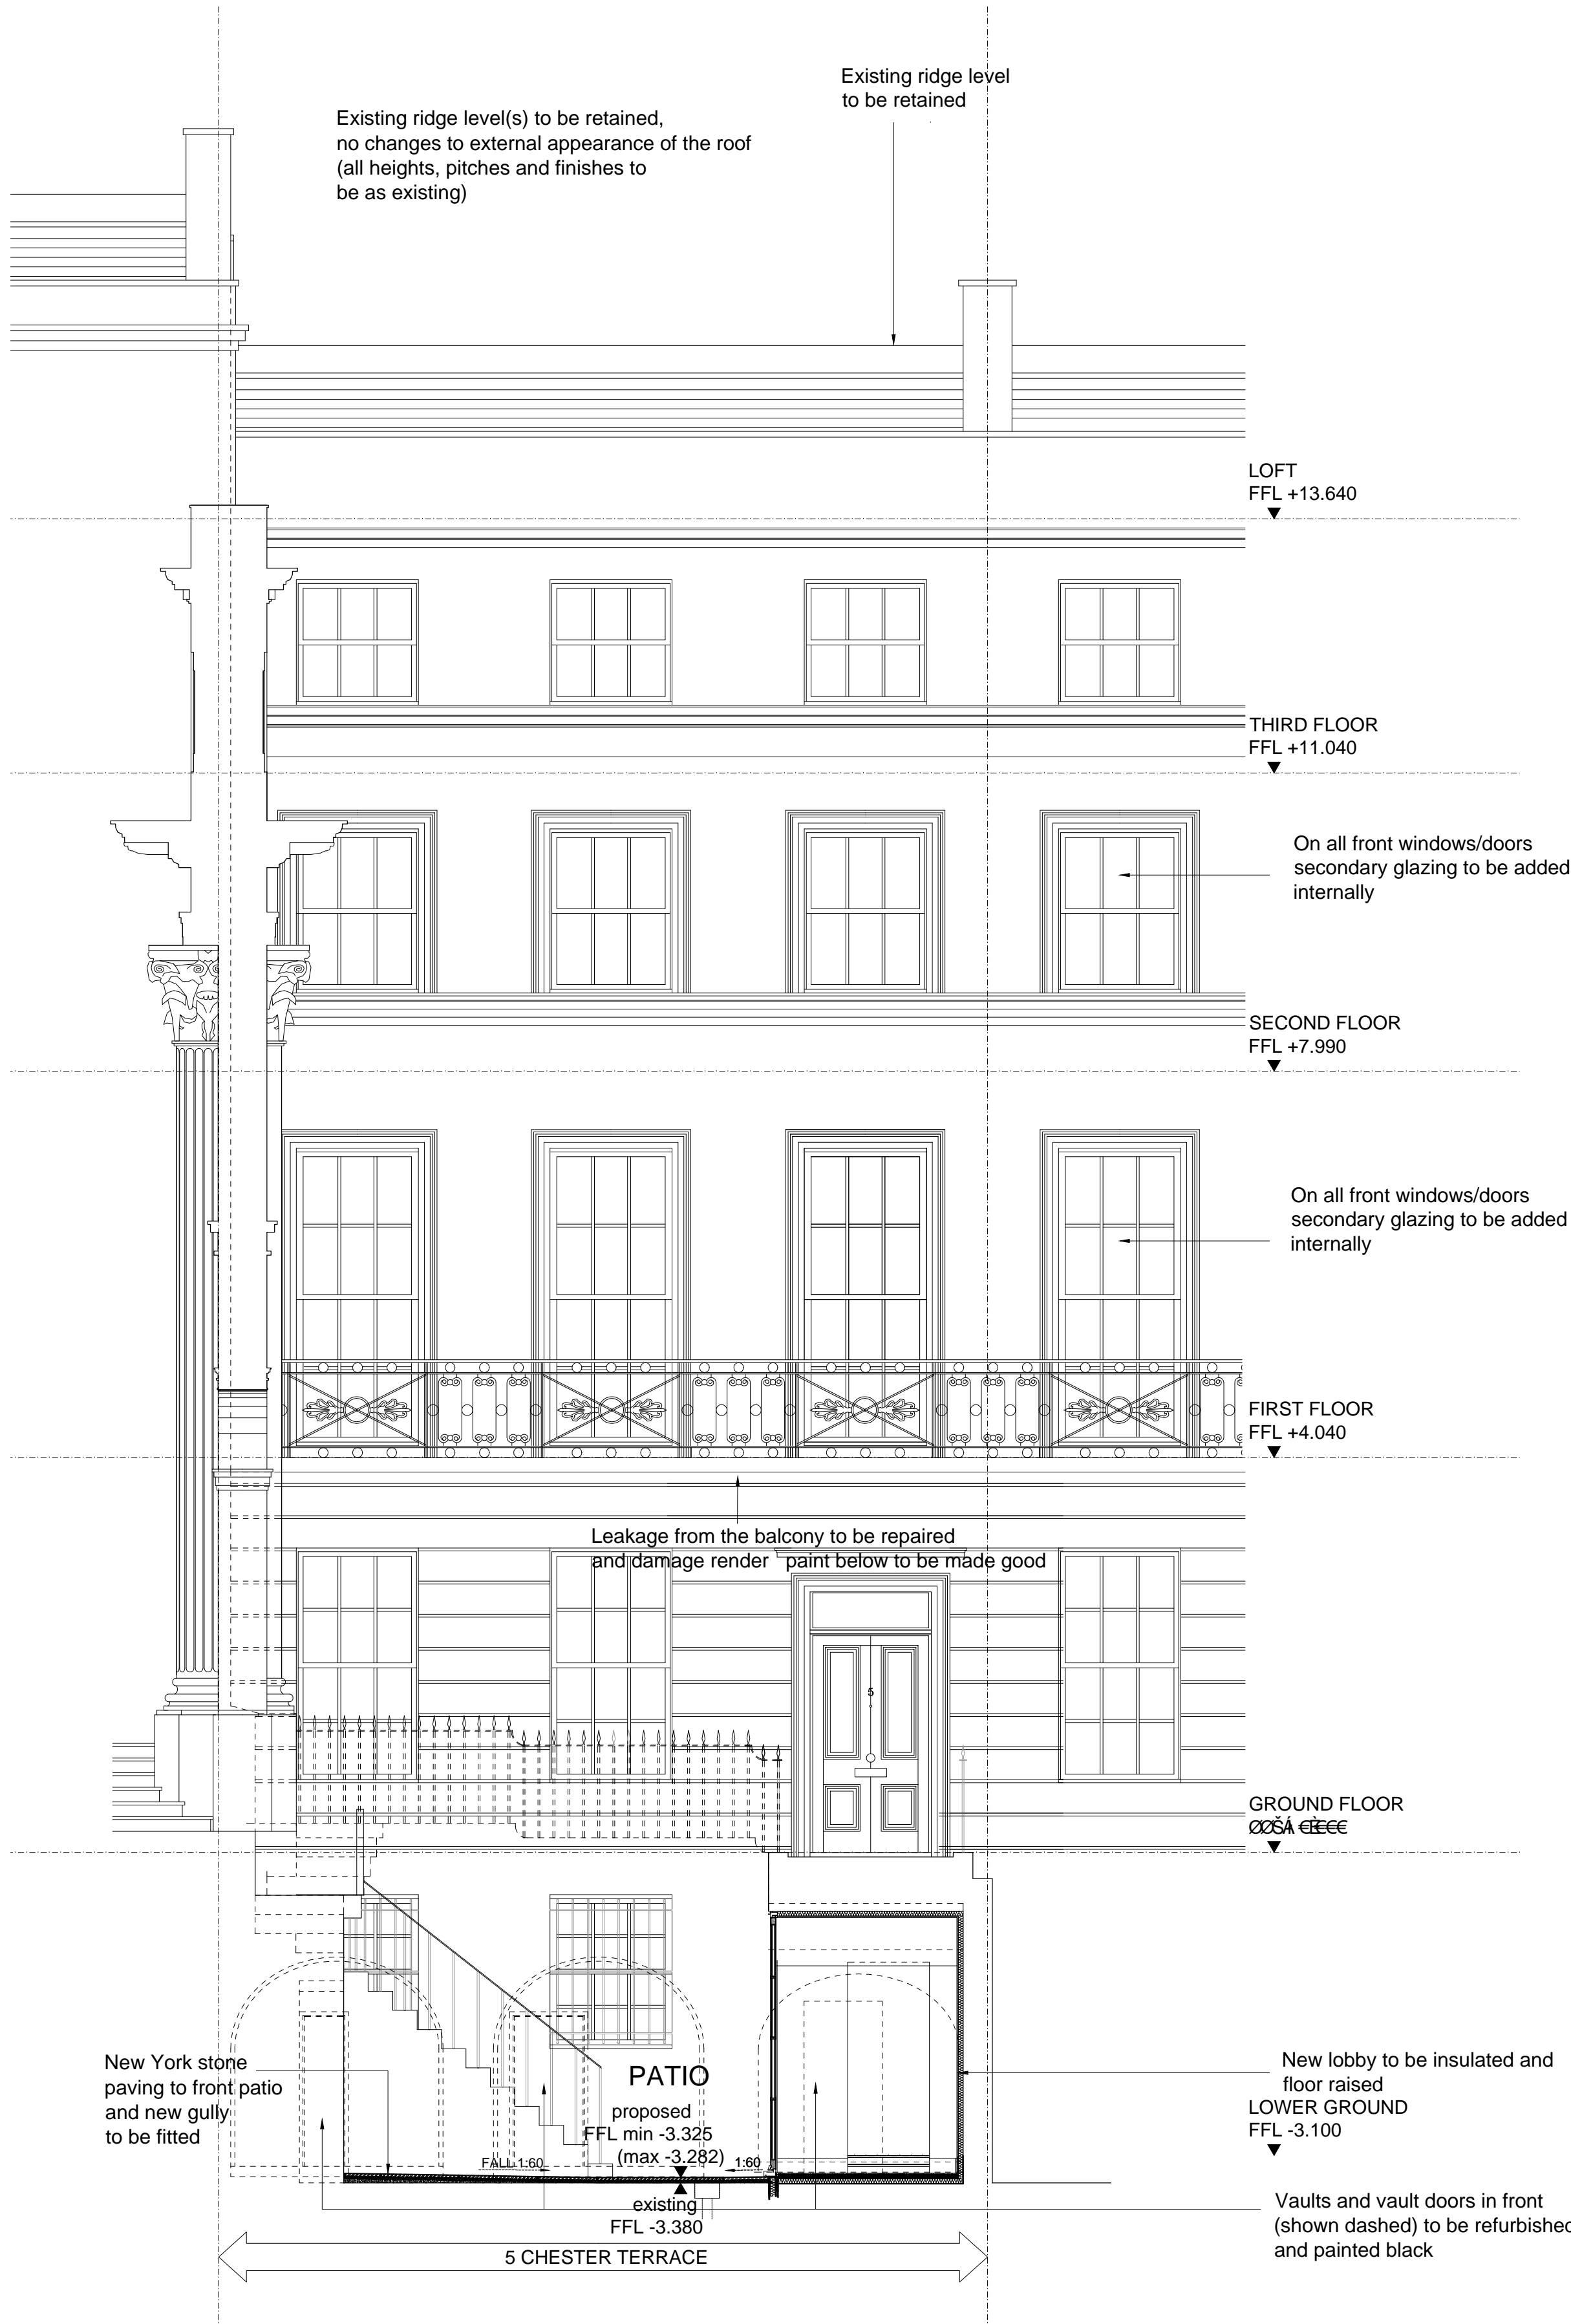 Existing ridge level
to be retained
Existing ridge level(s) to be retained,
no changes to external appearance of the roof
(all heights, pitches and finishes to
be as existing)
LOFT
FFL +13.640
THIRD FLOOR
FFL +11.040
On all front windows/doors
secondary glazing to be added
internally
SECOND FLOOR
FFL +7.990
On all front windows/doors
secondary glazing to be added
internally
FIRST FLOOR
FFL +4.040
Leakage from the balcony to be repaired
and damage render paint below to be made good
5
GROUND FLOOR
New York stone
paving to front patio
and new gully
to be fitted
PATIO
proposed
FFL min -3.325
(max -3.282)
FALL 1:60
1:60
existing
FFL -3.380
New lobby to be insulated and
floor raised
LOWER GROUND
FFL -3.100
Vaults and vault doors in front
(shown dashed) to be refurbished
and painted black
5 CHESTER TERRACE